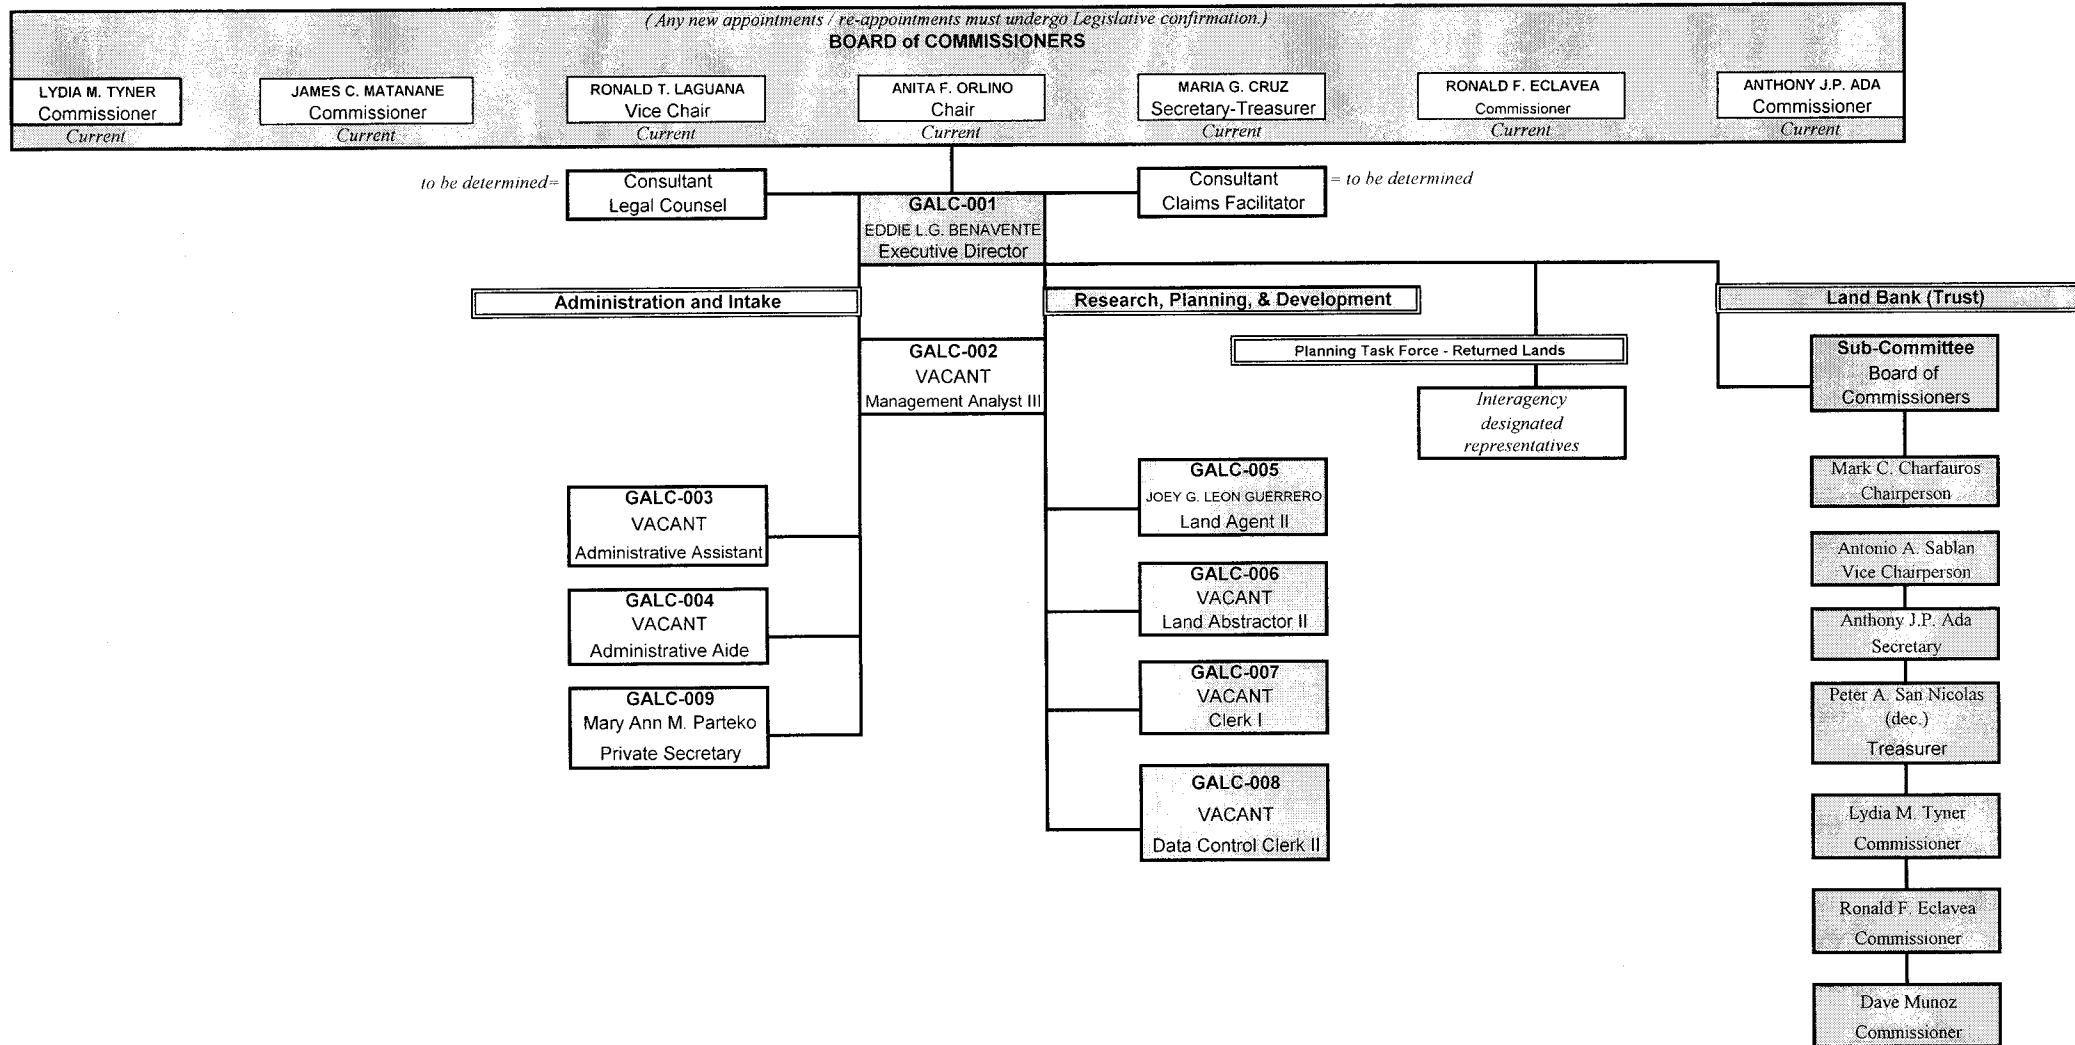 ( Any new appointments / re-appointments must undergo Legislative confirmation.)
BOARD of COMMISSIONERS
LYDIA M. TYNER
Commissioner
Current
JAMES C. MATANANE
Commissioner
Current
RONALD T. LAGUANA
Vice Chair
Current
ANITA F. ORLINO
Chair
Current
MARIA G. CRUZ
Secretary-Treasurer
Current
RONALD F. ECLAVEA
Commissioner
Current
ANTHONY J.P. ADA
Commissioner
Current
to be determined=
Consultant
Legal Counsel
Consultant
Claims Facilitator
= to be determined
GALC-001
EDDIE L.G. BENAVENTE
Executive Director
Administration and Intake
Research, Planning, & Development
Land Bank (Trust)
GALC-002
VACANT
Management Analyst III
Planning Task Force - Returned Lands
Interagency
designated
representatives
Sub-Committee
Board of
Commissioners
GALC-003
VACANT
Administrative Assistant
GALC-004
VACANT
Administrative Aide
GALC-009
Mary Ann M. Parteko
Private Secretary
GALC-005
JOEY G. LEON GUERRERO
Land Agent II
GALC-006
VACANT
Land Abstractor II
GALC-007
VACANT
Clerk I
GALC-008
VACANT
Data Control Clerk II
Mark C. Charfauros
Chairperson
Antonio A. Sablan
Vice Chairperson
Anthony J.P. Ada
Secretary
Peter A. San Nicolas
(dec.)
Treasurer
Lydia M. Tyner
Commissioner
Ronald F. Eclavea
Commissioner
Dave Munoz
Commissioner